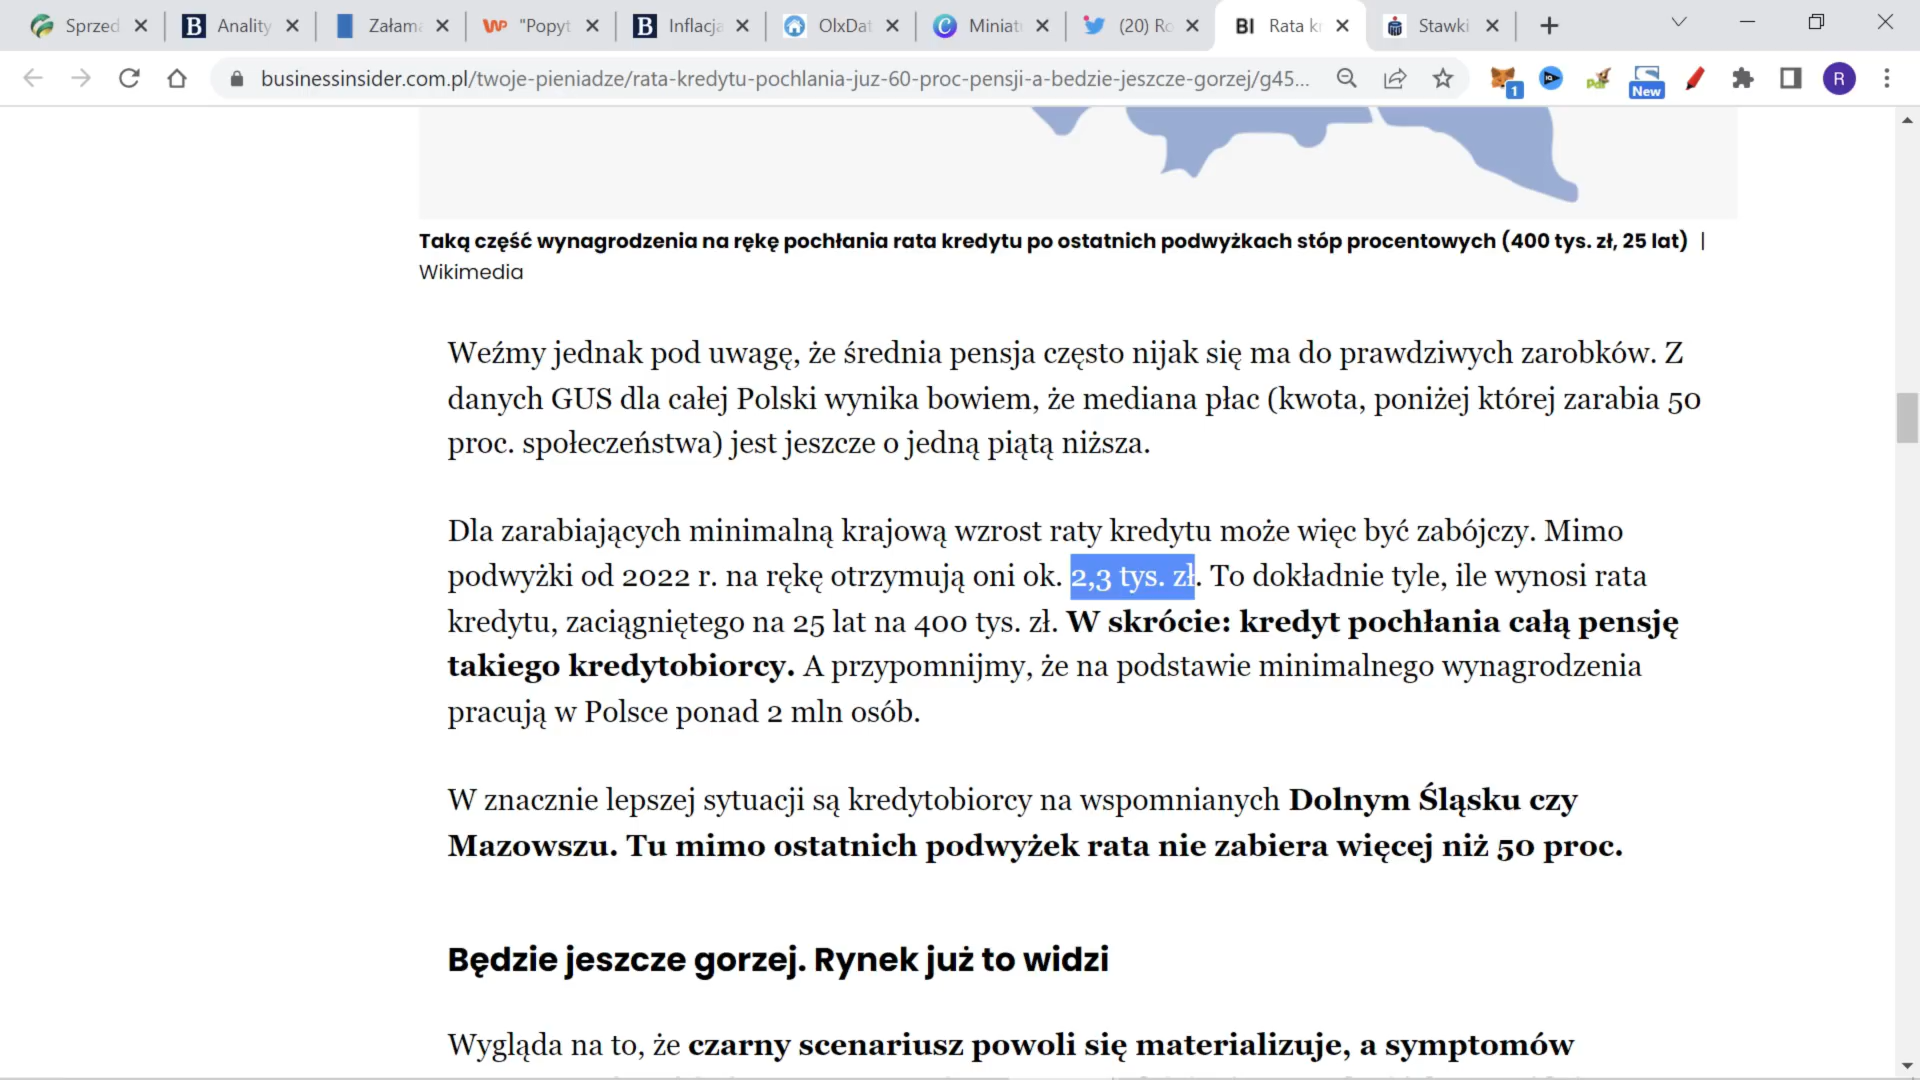 Sprzed
Anality
Załama
"Popyt
Inflacja
OlxDat
Miniatu
(20) Ro
Rata kr
Stawki
businessinsider.com.pl/twoje-pieniadze/rata-kredytu-pochlania-juz-60-proc-pensji-a-bedzie-jeszcze-gorzej/g45...
1
New
R
Taką część wynagrodzenia na rękę pochłania rata kredytu po ostatnich podwyżkach stóp procentowych (400 tys. zł, 25 lat) |
Wikimedia
Weźmy jednak pod uwagę, że średnia pensja często nijak się ma do prawdziwych zarobków. Z
danych GUS dla całej Polski wynika bowiem, że mediana płac (kwota, poniżej której zarabia 50
proc. społeczeństwa) jest jeszcze o jedną piątą niższa.
Dla zarabiających minimalną krajową wzrost raty kredytu może więc być zabójczy. Mimo
podwyżki od 2022 r. na rękę otrzymują oni ok. 2,3 tys. zł. To dokładnie tyle, ile wynosi rata
kredytu, zaciągniętego na 25 lat na 400 tys. zł. W skrócie: kredyt pochłania całą pensję
takiego kredytobiorcy. A przypomnijmy, że na podstawie minimalnego wynagrodzenia
pracują w Polsce ponad 2 mln osób.
W znacznie lepszej sytuacji są kredytobiorcy na wspomnianych Dolnym Śląsku czy
Mazowszu. Tu mimo ostatnich podwyżek rata nie zabiera więcej niż 50 proc.
Będzie jeszcze gorzej. Rynek już to widzi
Wygląda na to, że czarny scenariusz powoli się materializuje, a symptomów